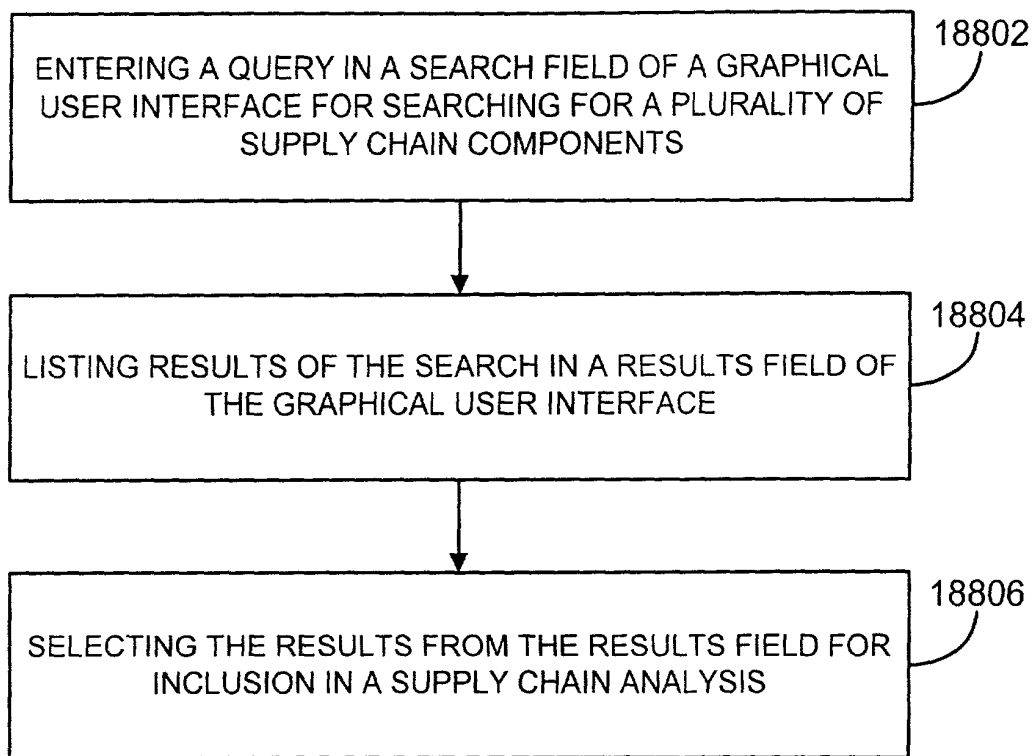 18802
ENTERING A QUERY IN A SEARCH FIELD OF A GRAPHICAL
USER INTERFACE FOR SEARCHING FOR A PLURALITY OF
SUPPLY CHAIN COMPONENTS
18804
LISTING RESULTS OF THE SEARCH IN A RESULTS FIELD OF
THE GRAPHICAL USER INTERFACE
18806
SELECTING THE RESULTS FROM THE RESULTS FIELD FOR
INCLUSION IN A SUPPLY CHAIN ANALYSIS